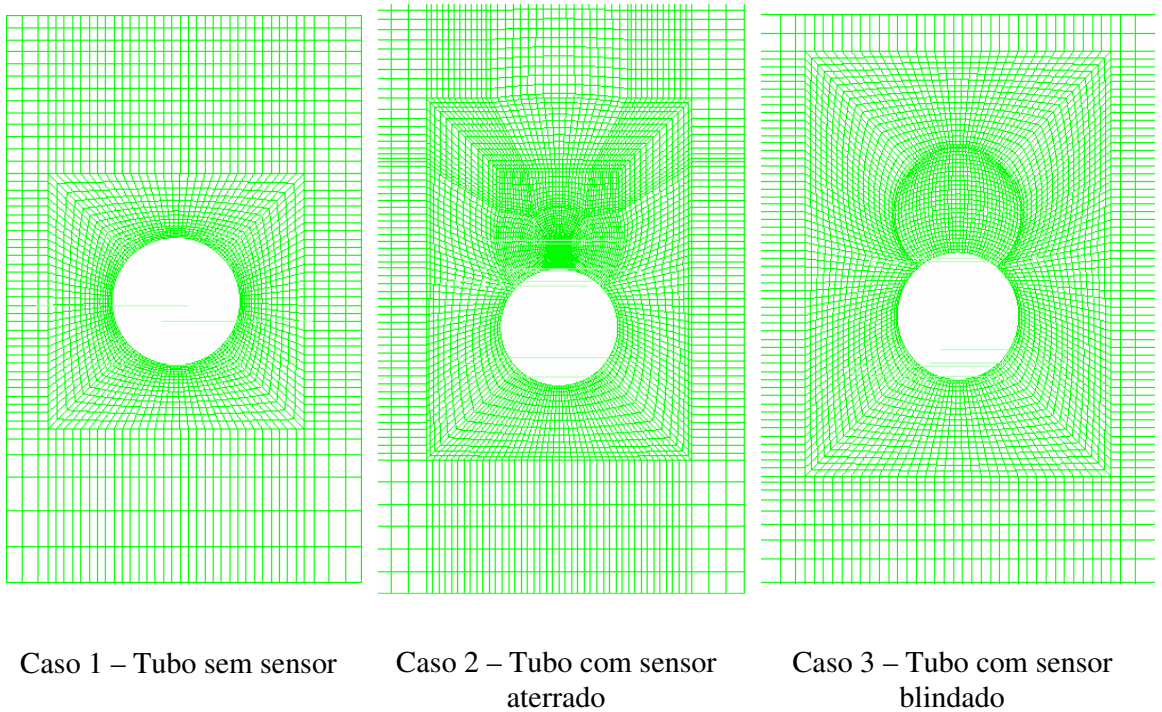 Caso 1 – Tubo sem sensor
Caso 2 – Tubo com sensor
aterrado
Caso 3 – Tubo com sensor
blindado